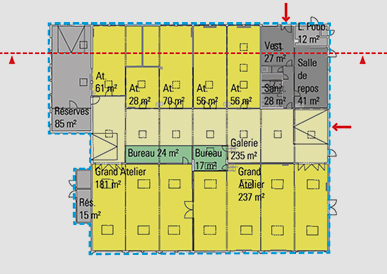 L. Poub.
12 m²
Vest.
27 m²
Salle
de
repos
41 m²
Sani.
28 m²
At.
61 m²
At.
28 m²
At.
70 m²
At.
56 m²
At.
56 m²
Réserves
85 m²
Galerie
235 m²
Bureau 24 m²
Bureau
17 m²
Grand Atelier
181 m²
Grand
Atelier
237 m²
Rés.
15 m²